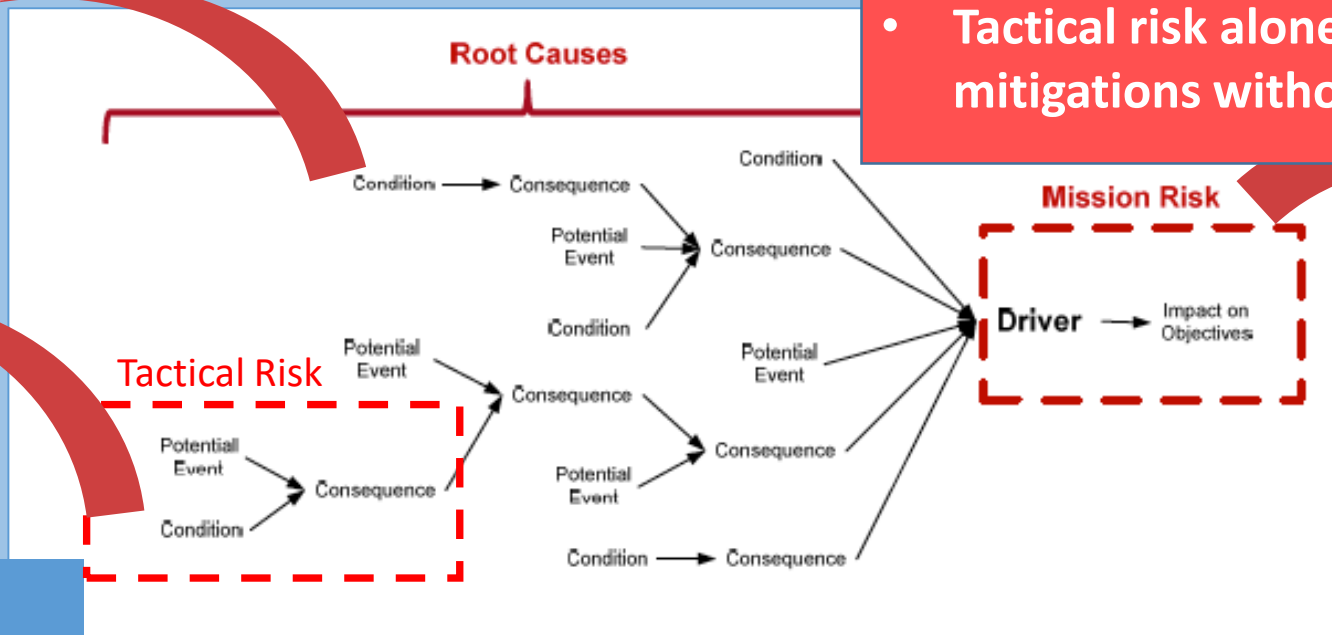 • Tactical risk alone
mitigations witho
Root Causes
Condition
Condition
Consequence
Mission Risk
Potential
Event
Consequence
Driver
Impact on
Objectives
Condition
Potential
Event
Potential
Event
Tactical Risk
Consequence
Potential
Event
Consequence
Potential
Event
Consequence
Condition
Condition
Consequence